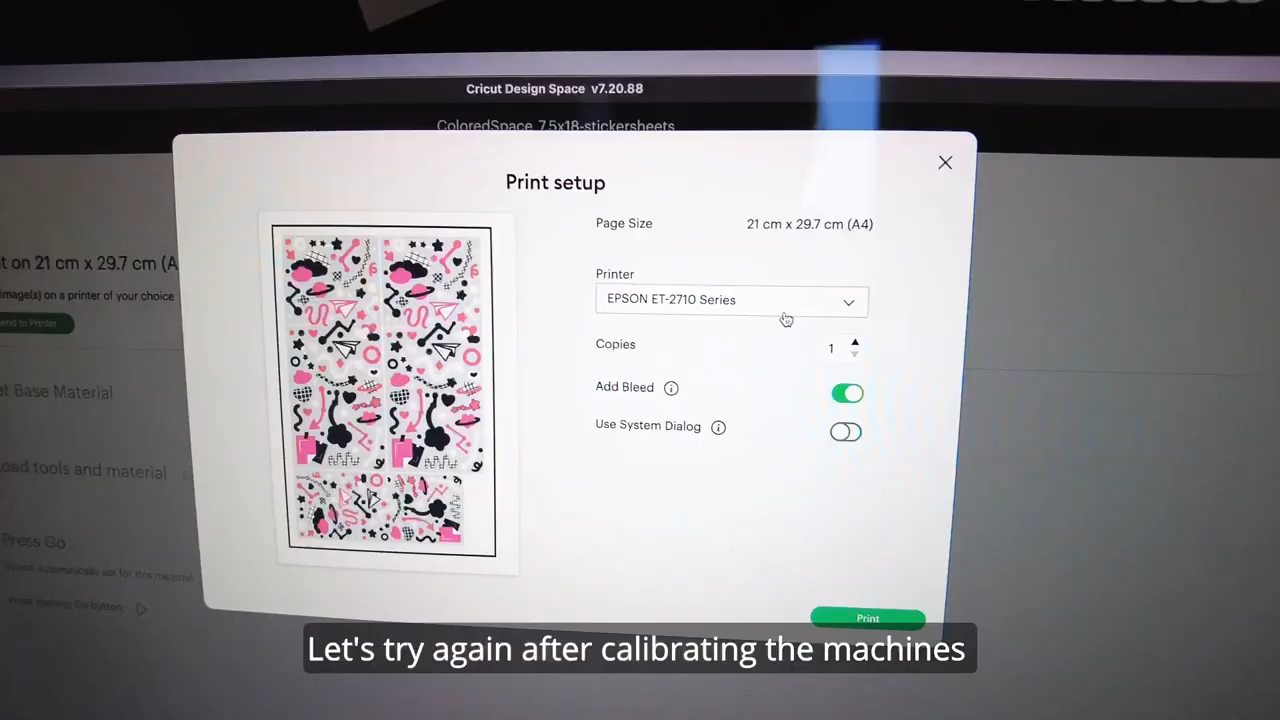 Cricut Design Space v7.20.88
ColoredSpace_7.5x18-stickersheets
Print setup
Page Size 21 cm x 29.7 cm (A4)
Printer
EPSON ET-2710 Series
Copies 1
Add Bleed
Use System Dialog
Print
t on 21 cm x 29.7 cm (A
image(s) on a printer of your choice
end to Printer
et Base Material
oad tools and material
Press Go
Let's try again after calibrating the machines